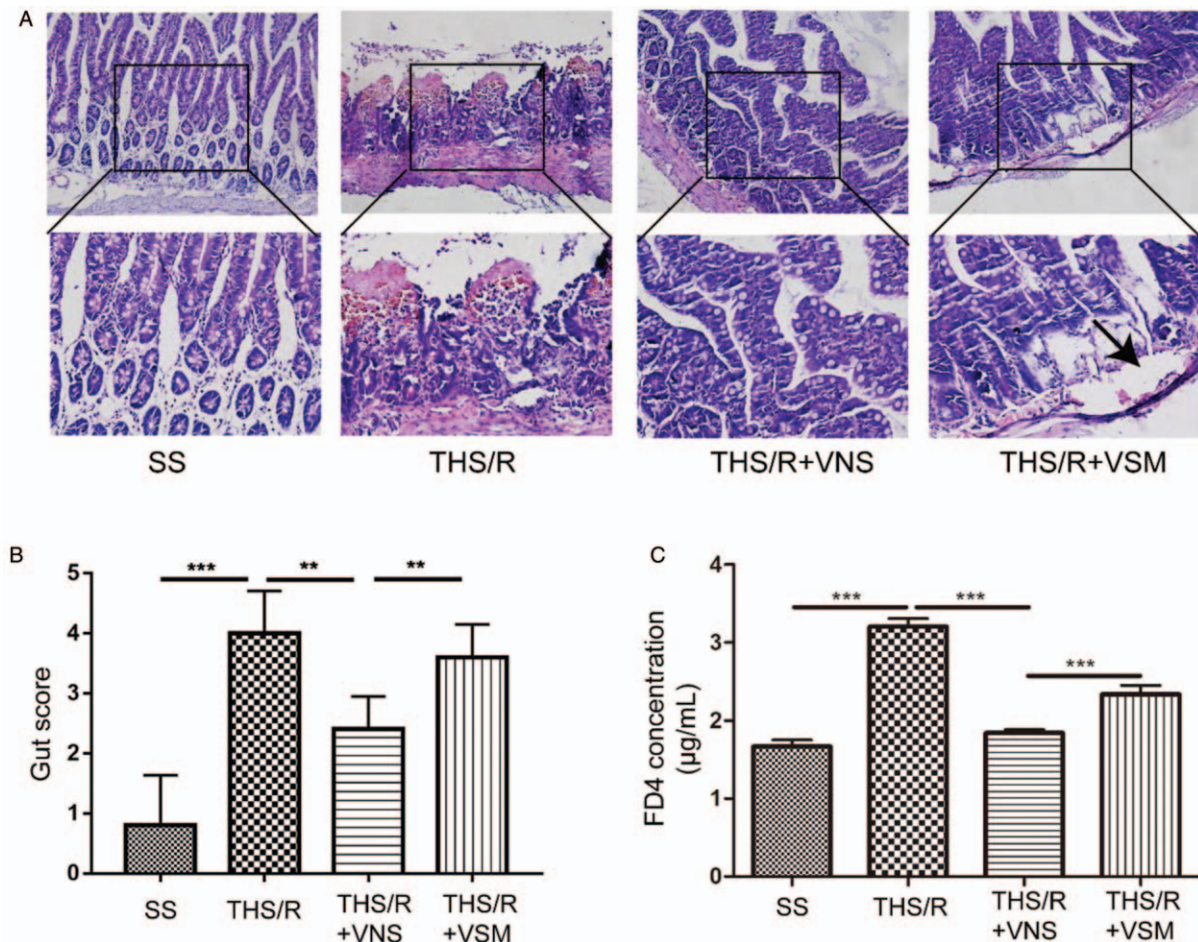 A
SS
THS/R
THS/R+VNS
THS/R+VSM
B
Gut score
5
4
3
2
1
0
***
**
**
SS
THS/R
THS/R
+VNS
THS/R
+VSM
C
FD4 concentration
(µg/mL)
4
3
2
1
0
***
***
***
SS
THS/R
THS/R
+VNS
THS/R
+VSM